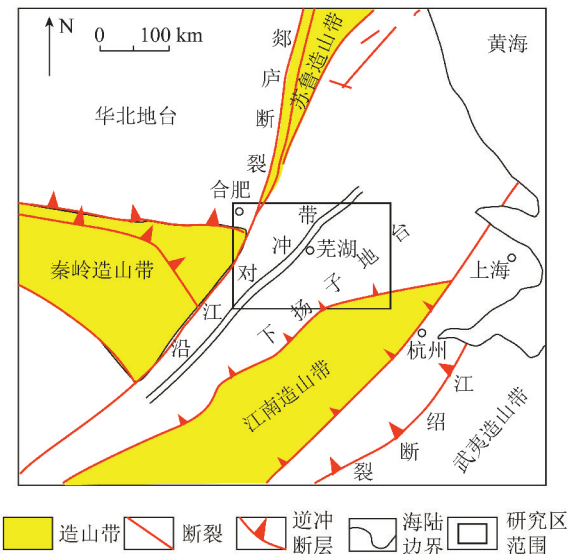 N
0 100 km
黄海
华北地台
郯庐断裂
苏鲁造山带
合肥
秦岭造山带
沿江对冲带
芜湖
下扬子地台
上海
杭州
江南造山带
江绍断裂
武夷造山带
造山带
断裂
逆冲
断层
海陆
边界
研究区
范围